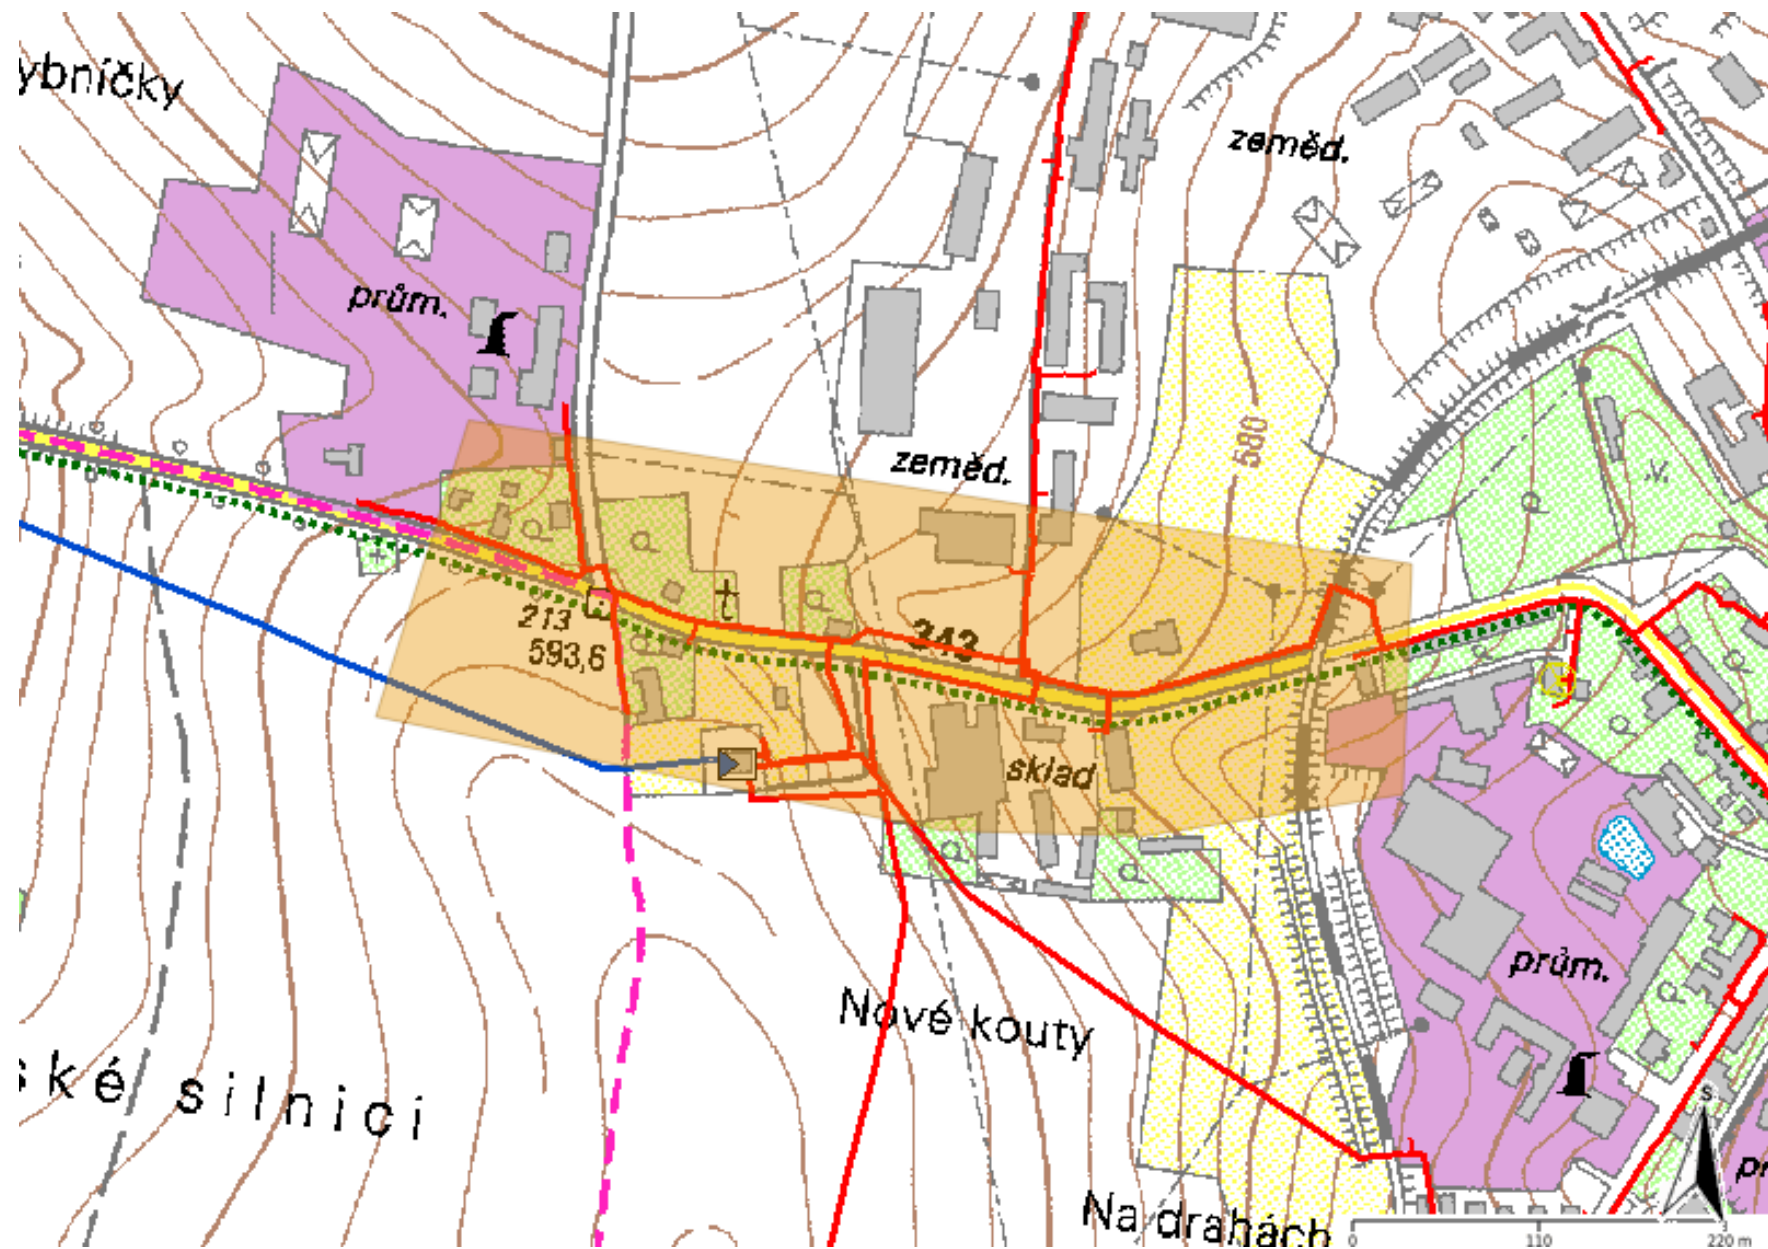 ybníčky
zeměd.
prům.
580
zeměd.
213
593,6
343
sklad
prům.
Nové kouty
ké silnici
S
Na drahách
0 110 220 m